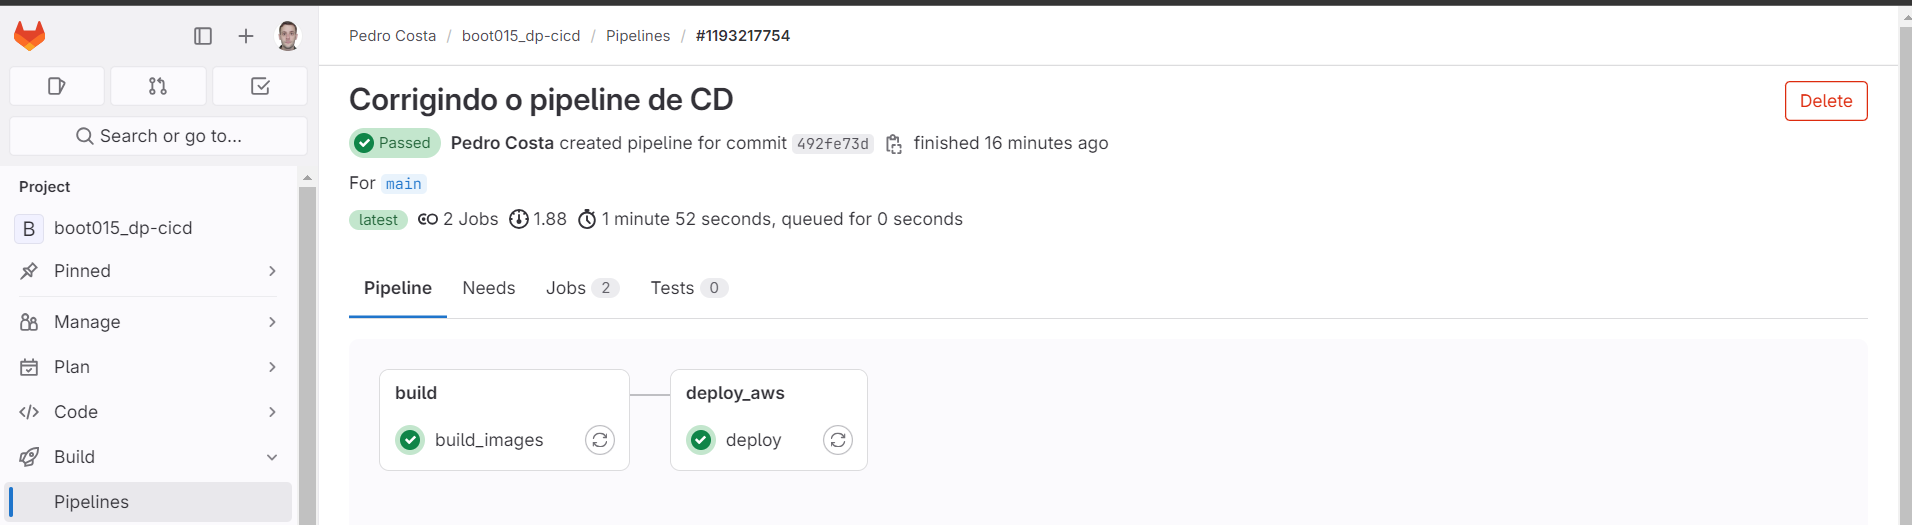 Pedro Costa / boot015_dp-cicd / Pipelines / #1193217754
Search or go to...
Project
B boot015_dp-cicd
Pinned
Manage
Plan
Code
Build
Pipelines
Corrigindo o pipeline de CD
Delete
Passed Pedro Costa created pipeline for commit 492fe73d finished 16 minutes ago
For main
latest 2 Jobs 1.88 1 minute 52 seconds, queued for 0 seconds
Pipeline Needs Jobs 2 Tests 0
build
build_images
deploy_aws
deploy